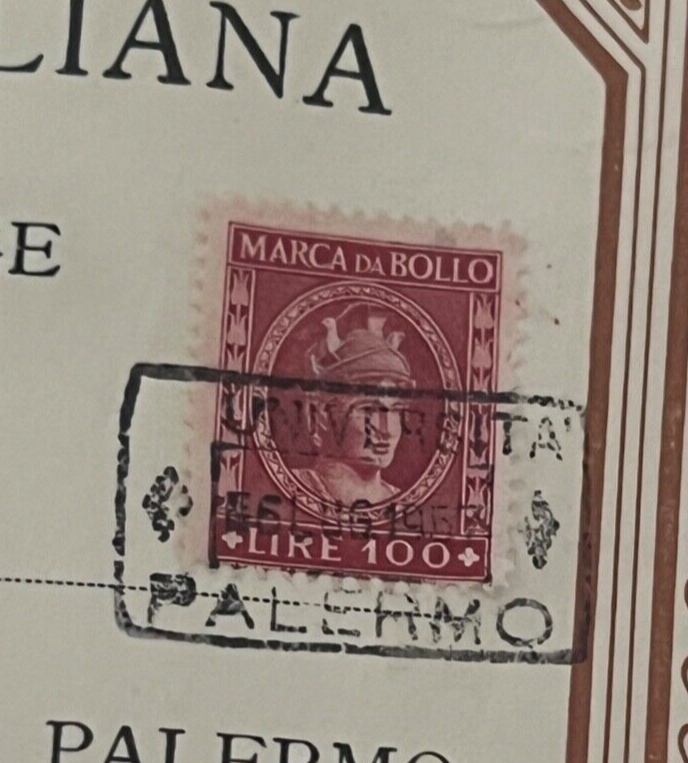 LIANA
E
MARCA DA BOLLO
UNIVERSITA'
LIRE 100
PALERMO
PALERMO